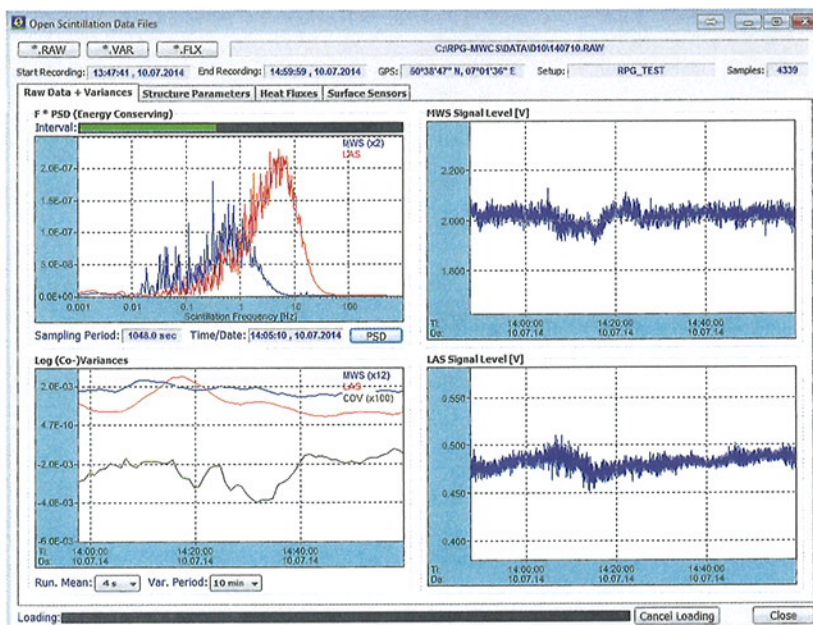 Open Scintillation Data Files
*.RAW *.VAR *.FLX C:\RPG-MWCS\DATA\D10\140710.RAW
Start Recording: 13:47:41 , 10.07.2014 End Recording: 14:59:59 , 10.07.2014 GPS: 50°38'47" N, 07°01'36" E Setup: RPG_TEST Samples: 4339
Raw Data + Variances Structure Parameters Heat Fluxes Surface Sensors
F * PSD (Energy Conserving)
Interval:
MWS (x2)
LAS
2.0E-07
1.5E-07
1.0E-07
5.0E-08
0.0E+00
0.001 0.01 0.1 1 10 100
Scintillation Frequency [Hz]
Sampling Period: 1048.0 sec Time/Date: 14:05:10 , 10.07.2014 PSD
MWS Signal Level [V]
2.200
2.000
1.800
Ti: 14:00:00 14:20:00 14:40:00
Da: 10.07.14 10.07.14 10.07.14
Log (Co-)Variances
MWS (x12)
LAS
COV (x100)
2.0E-03
4.7E-10
-2.0E-03
-4.0E-03
-6.0E-03
Ti: 14:00:00 14:20:00 14:40:00
Da: 10.07.14 10.07.14 10.07.14
Run. Mean: 4 s Var. Period: 10 min
LAS Signal Level [V]
0.550
0.500
0.450
0.400
Ti: 14:00:00 14:20:00 14:40:00
Da: 10.07.14 10.07.14 10.07.14
Loading: Cancel Loading Close